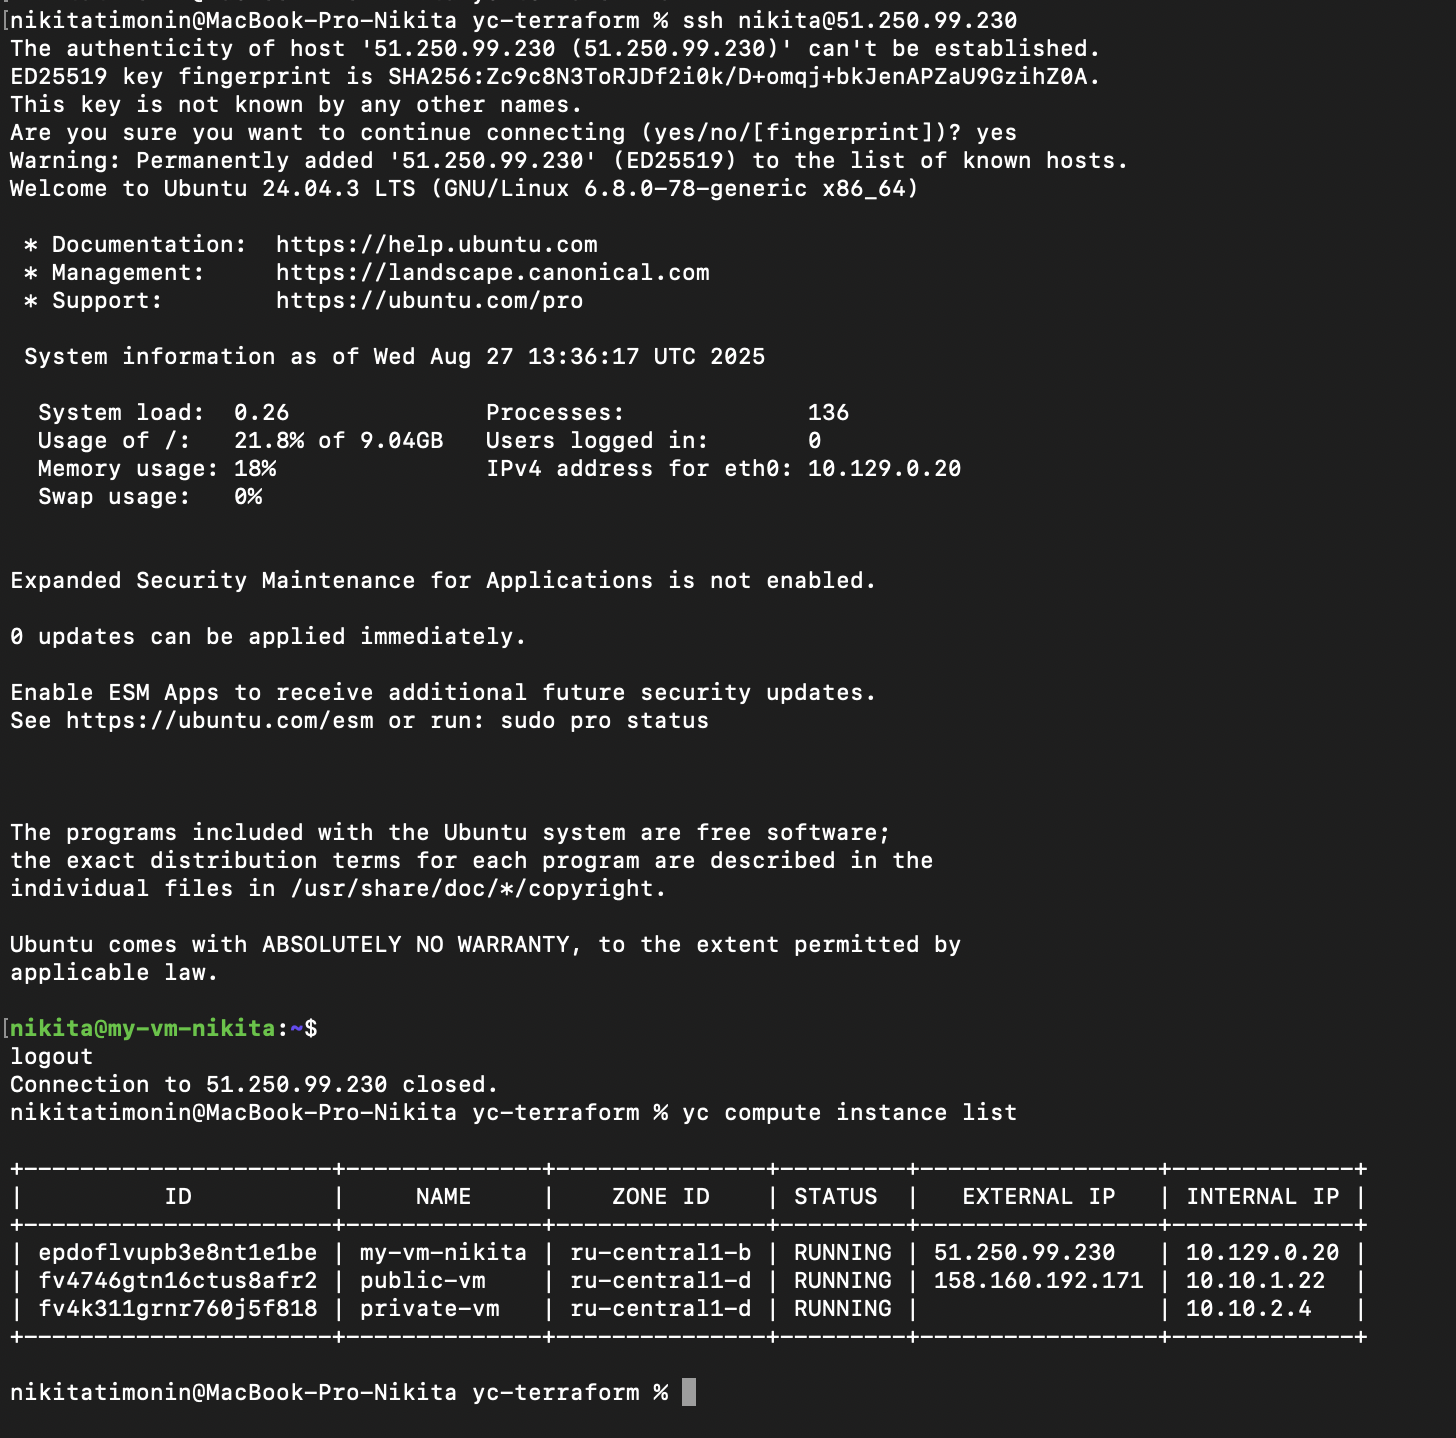 [nikitatimonin@MacBook-Pro-Nikita yc-terraform % ssh nikita@51.250.99.230
The authenticity of host '51.250.99.230 (51.250.99.230)' can't be established.
ED25519 key fingerprint is SHA256:Zc9c8N3ToRJDf2i0k/D+omqj+bkJenAPZaU9GzihZ0A.
This key is not known by any other names.
Are you sure you want to continue connecting (yes/no/[fingerprint])? yes
Warning: Permanently added '51.250.99.230' (ED25519) to the list of known hosts.
Welcome to Ubuntu 24.04.3 LTS (GNU/Linux 6.8.0-78-generic x86_64)

 * Documentation:  https://help.ubuntu.com
 * Management:     https://landscape.canonical.com
 * Support:        https://ubuntu.com/pro

 System information as of Wed Aug 27 13:36:17 UTC 2025

  System load:  0.26              Processes:             136
  Usage of /:   21.8% of 9.04GB   Users logged in:       0
  Memory usage: 18%               IPv4 address for eth0: 10.129.0.20
  Swap usage:   0%

Expanded Security Maintenance for Applications is not enabled.

0 updates can be applied immediately.

Enable ESM Apps to receive additional future security updates.
See https://ubuntu.com/esm or run: sudo pro status

The programs included with the Ubuntu system are free software;
the exact distribution terms for each program are described in the
individual files in /usr/share/doc/*/copyright.

Ubuntu comes with ABSOLUTELY NO WARRANTY, to the extent permitted by
applicable law.

[nikita@my-vm-nikita:~$
logout
Connection to 51.250.99.230 closed.
nikitatimonin@MacBook-Pro-Nikita yc-terraform % yc compute instance list

+----------------------+--------------+---------------+---------+-----------------+-------------+
|          ID          |     NAME     |    ZONE ID    | STATUS  |   EXTERNAL IP   | INTERNAL IP |
+----------------------+--------------+---------------+---------+-----------------+-------------+
| epdoflvupb3e8nt1e1be | my-vm-nikita | ru-central1-b | RUNNING | 51.250.99.230   | 10.129.0.20 |
| fv4746gtn16ctus8afr2 | public-vm    | ru-central1-d | RUNNING | 158.160.192.171 | 10.10.1.22  |
| fv4k311grnr760j5f818 | private-vm   | ru-central1-d | RUNNING |                 | 10.10.2.4   |
+----------------------+--------------+---------------+---------+-----------------+-------------+

nikitatimonin@MacBook-Pro-Nikita yc-terraform %